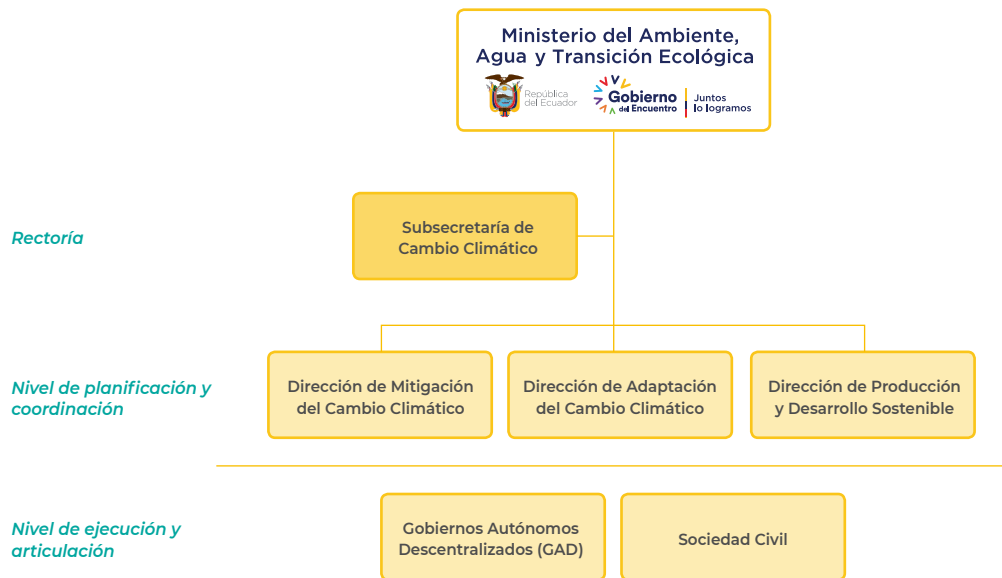 Ministerio del Ambiente,
Agua y Transición Ecológica
República
del Ecuador
Gobierno
del Encuentro
Juntos
lo logramos
Rectoría
Subsecretaría de
Cambio Climático
Nivel de planificación y
coordinación
Dirección de Mitigación
del Cambio Climático
Dirección de Adaptación
del Cambio Climático
Dirección de Producción
y Desarrollo Sostenible
Nivel de ejecución y
articulación
Gobiernos Autónomos
Descentralizados (GAD)
Sociedad Civil